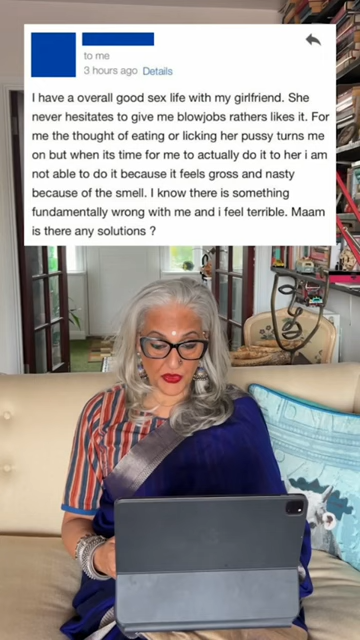 to me
3 hours ago Details
I have a overall good sex life with my girlfriend. She
never hesitates to give me blowjobs rathers likes it. For
me the thought of eating or licking her pussy turns me
on but when its time for me to actually do it to her i am
not able to do it because it feels gross and nasty
because of the smell. I know there is something
fundamentally wrong with me and i feel terrible. Maam
is there any solutions ?